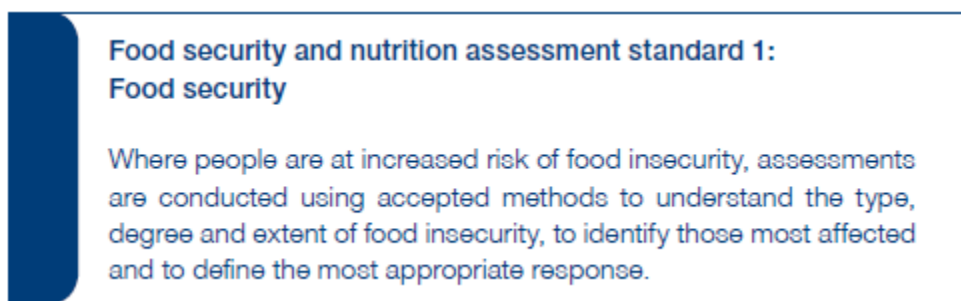 Food security and nutrition assessment standard 1:
Food security
Where people are at increased risk of food insecurity, assessments
are conducted using accepted methods to understand the type,
degree and extent of food insecurity, to identify those most affected
and to define the most appropriate response.